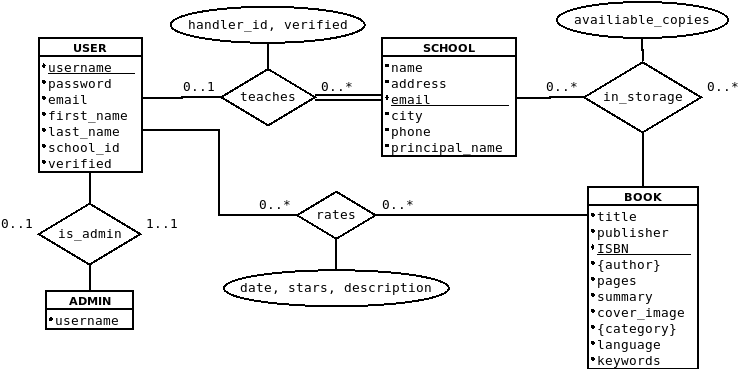 handler_id, verified
availiable_copies
USER
username
password
email
first_name
last_name
school_id
verified
0..1
teaches
0..*
SCHOOL
name
address
email
city
phone
principal_name
0..*
in_storage
0..*
0..1
is_admin
1..1
ADMIN
username
0..*
rates
0..*
date, stars, description
BOOK
title
publisher
ISBN
{author}
pages
summary
cover_image
{category}
language
keywords